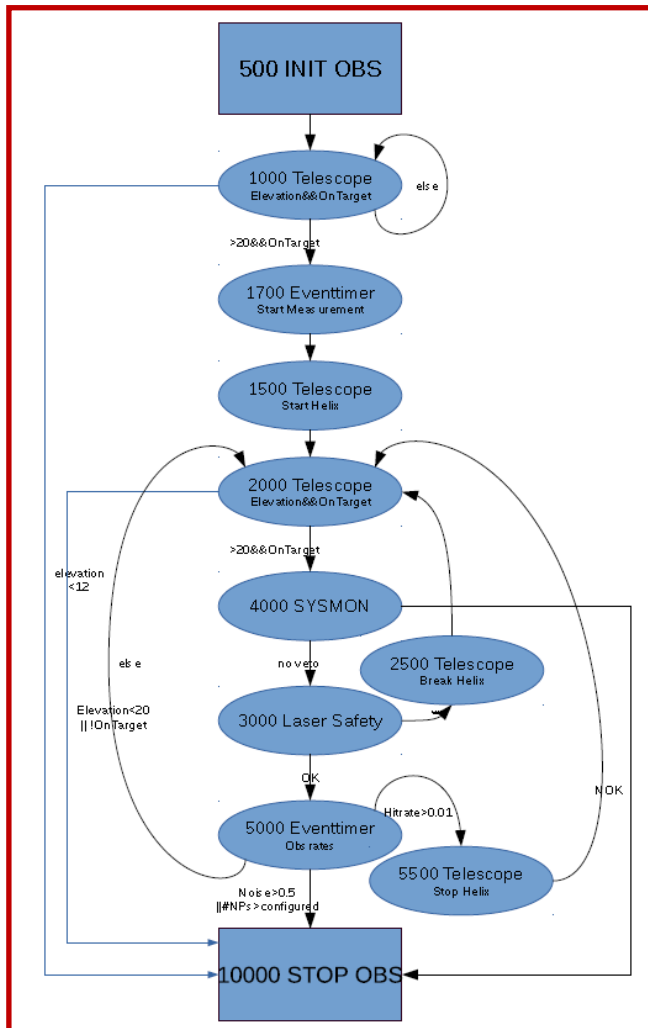 500 INIT OBS
1000 Telescope
Elevation&&OnTarget
else
>20&&OnTarget
1700 Eventtimer
Start Measurement
1500 Telescope
Start Helix
2000 Telescope
Elevation&&OnTarget
>20&&OnTarget
elevation
<12
4000 SYSMON
no veto
else
2500 Telescope
Break Helix
Elevation<20
|| !OnTarget
3000 Laser Safety
OK
NOK
Hitrate>0.01
5000 Eventtimer
Obs rates
5500 Telescope
Stop Helix
Noise>0.5
||#NPs>configured
10000 STOP OBS